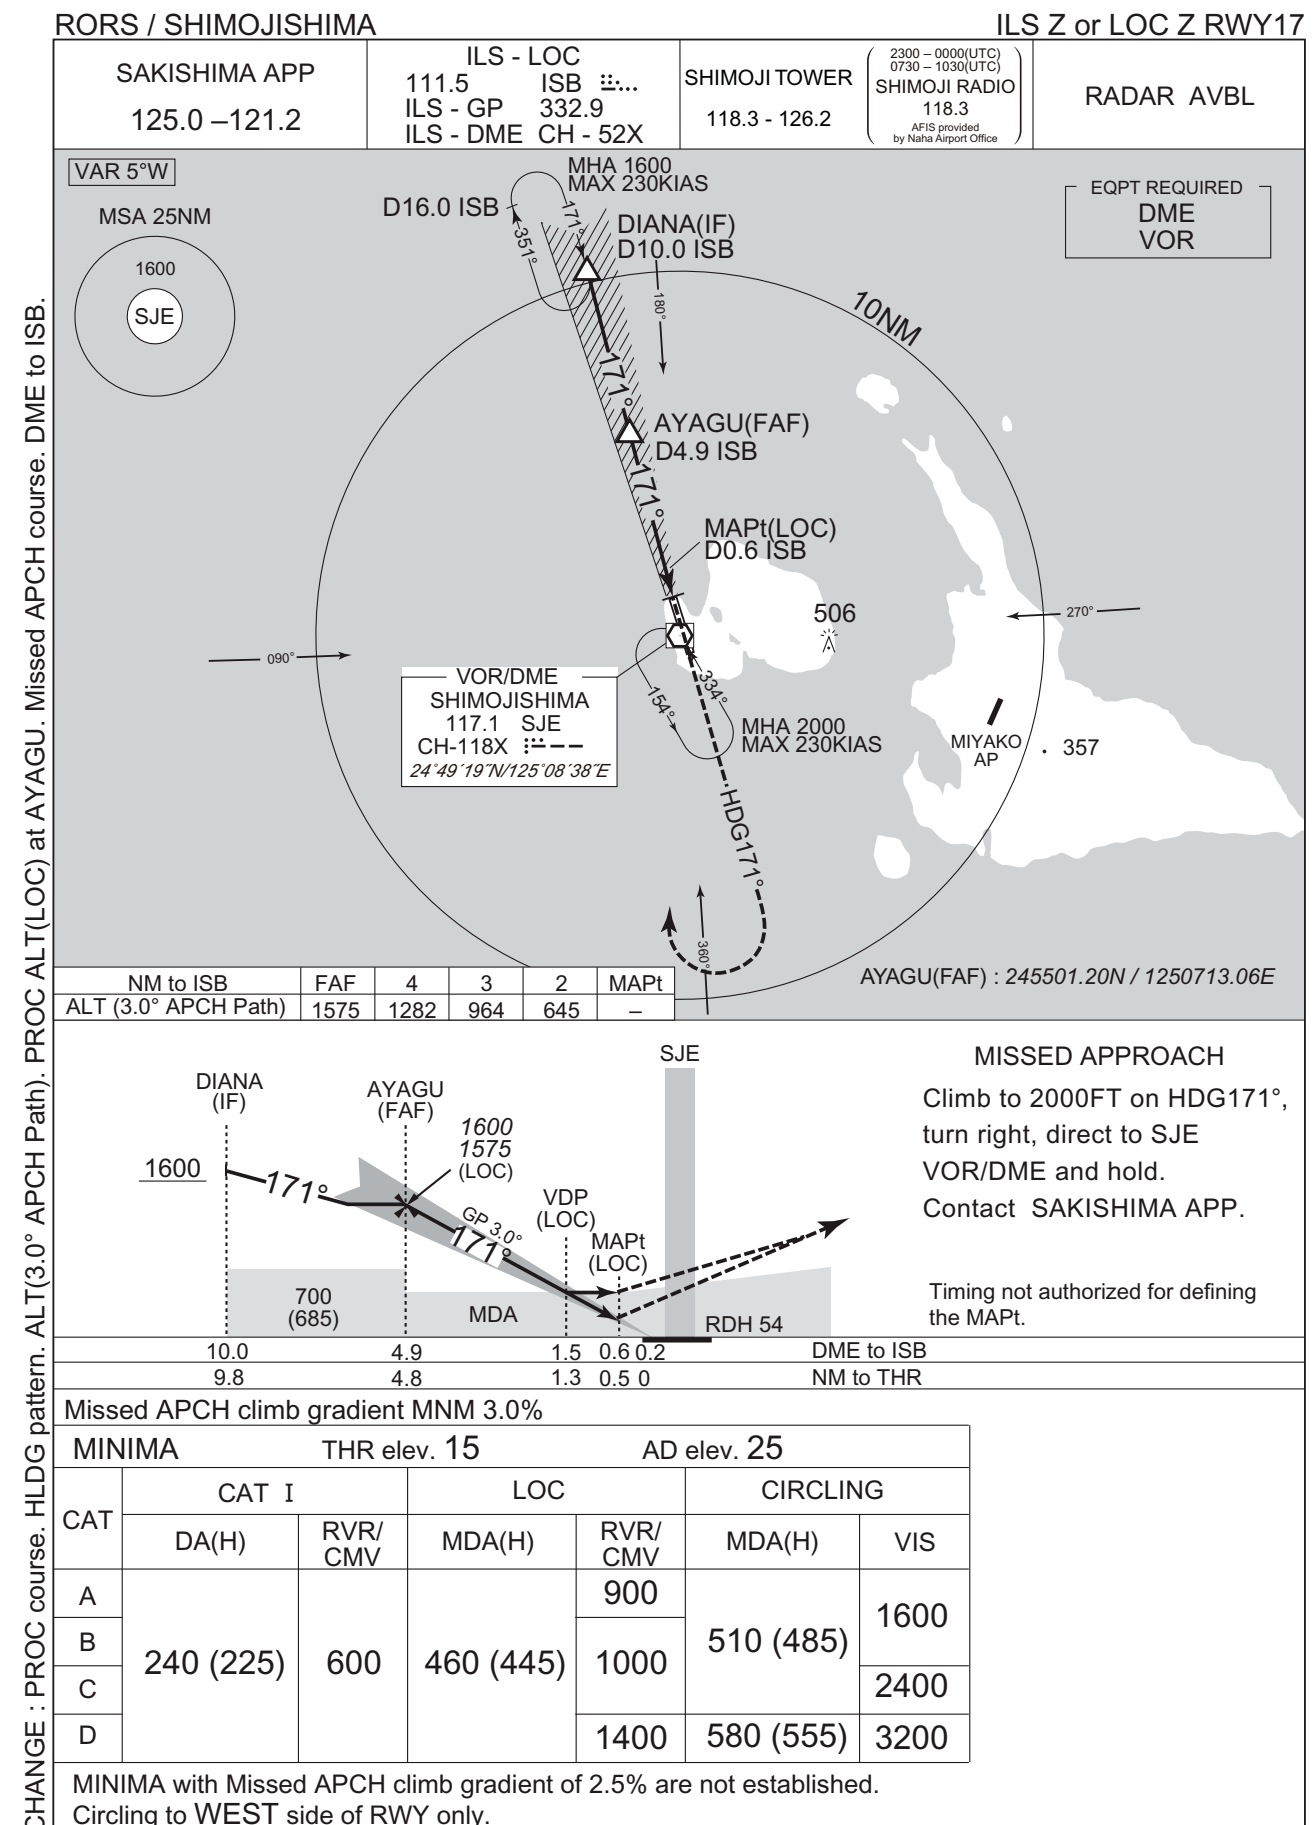 RORS / SHIMOJISHIMA
ILS Z or LOC Z RWY17
SAKISHIMA APP
125.0 –121.2
ILS - LOC
111.5 ISB
ILS - GP 332.9
ILS - DME CH - 52X
SHIMOJI TOWER
118.3 - 126.2
2300 – 0000(UTC)
0730 – 1030(UTC)
SHIMOJI RADIO
118.3
AFIS provided
by Naha Airport Office
RADAR AVBL
VAR 5°W
MSA 25NM
1600
SJE
MHA 1600
MAX 230KIAS
D16.0 ISB
171°
351°
DIANA(IF)
D10.0 ISB
180°
EQPT REQUIRED
DME
VOR
10NM
171°
AYAGU(FAF)
D4.9 ISB
171°
MAPt(LOC)
D0.6 ISB
506
270°
090°
VOR/DME
SHIMOJISHIMA
117.1 SJE
CH-118X
24°49´19˝N/125°08´38˝E
154°
334°
MHA 2000
MAX 230KIAS
MIYAKO
AP
357
HDG171°
360°
AYAGU(FAF) : 245501.20N / 1250713.06E
NM to ISB FAF 4 3 2 MAPt
ALT (3.0° APCH Path) 1575 1282 964 645 –
SJE
DIANA
(IF)
AYAGU
(FAF)
1600
1575
(LOC)
1600
171°
GP 3.0°
171°
VDP
(LOC)
MAPt
(LOC)
700
(685)
MDA
RDH 54
10.0 4.9 1.5 0.6 0.2 DME to ISB
9.8 4.8 1.3 0.5 0 NM to THR
MISSED APPROACH
Climb to 2000FT on HDG171°,
turn right, direct to SJE
VOR/DME and hold.
Contact SAKISHIMA APP.
Timing not authorized for defining
the MAPt.
Missed APCH climb gradient MNM 3.0%
MINIMA THR elev. 15 AD elev. 25
CAT CAT I LOC CIRCLING
DA(H) RVR/CMV MDA(H) RVR/CMV MDA(H) VIS
A 240 (225) 600 460 (445) 900 510 (485) 1600
B 1000
C 2400
D 1400 580 (555) 3200
MINIMA with Missed APCH climb gradient of 2.5% are not established.
Circling to WEST side of RWY only.
CHANGE : PROC course. HLDG pattern. ALT(3.0° APCH Path). PROC ALT(LOC) at AYAGU. Missed APCH course. DME to ISB.